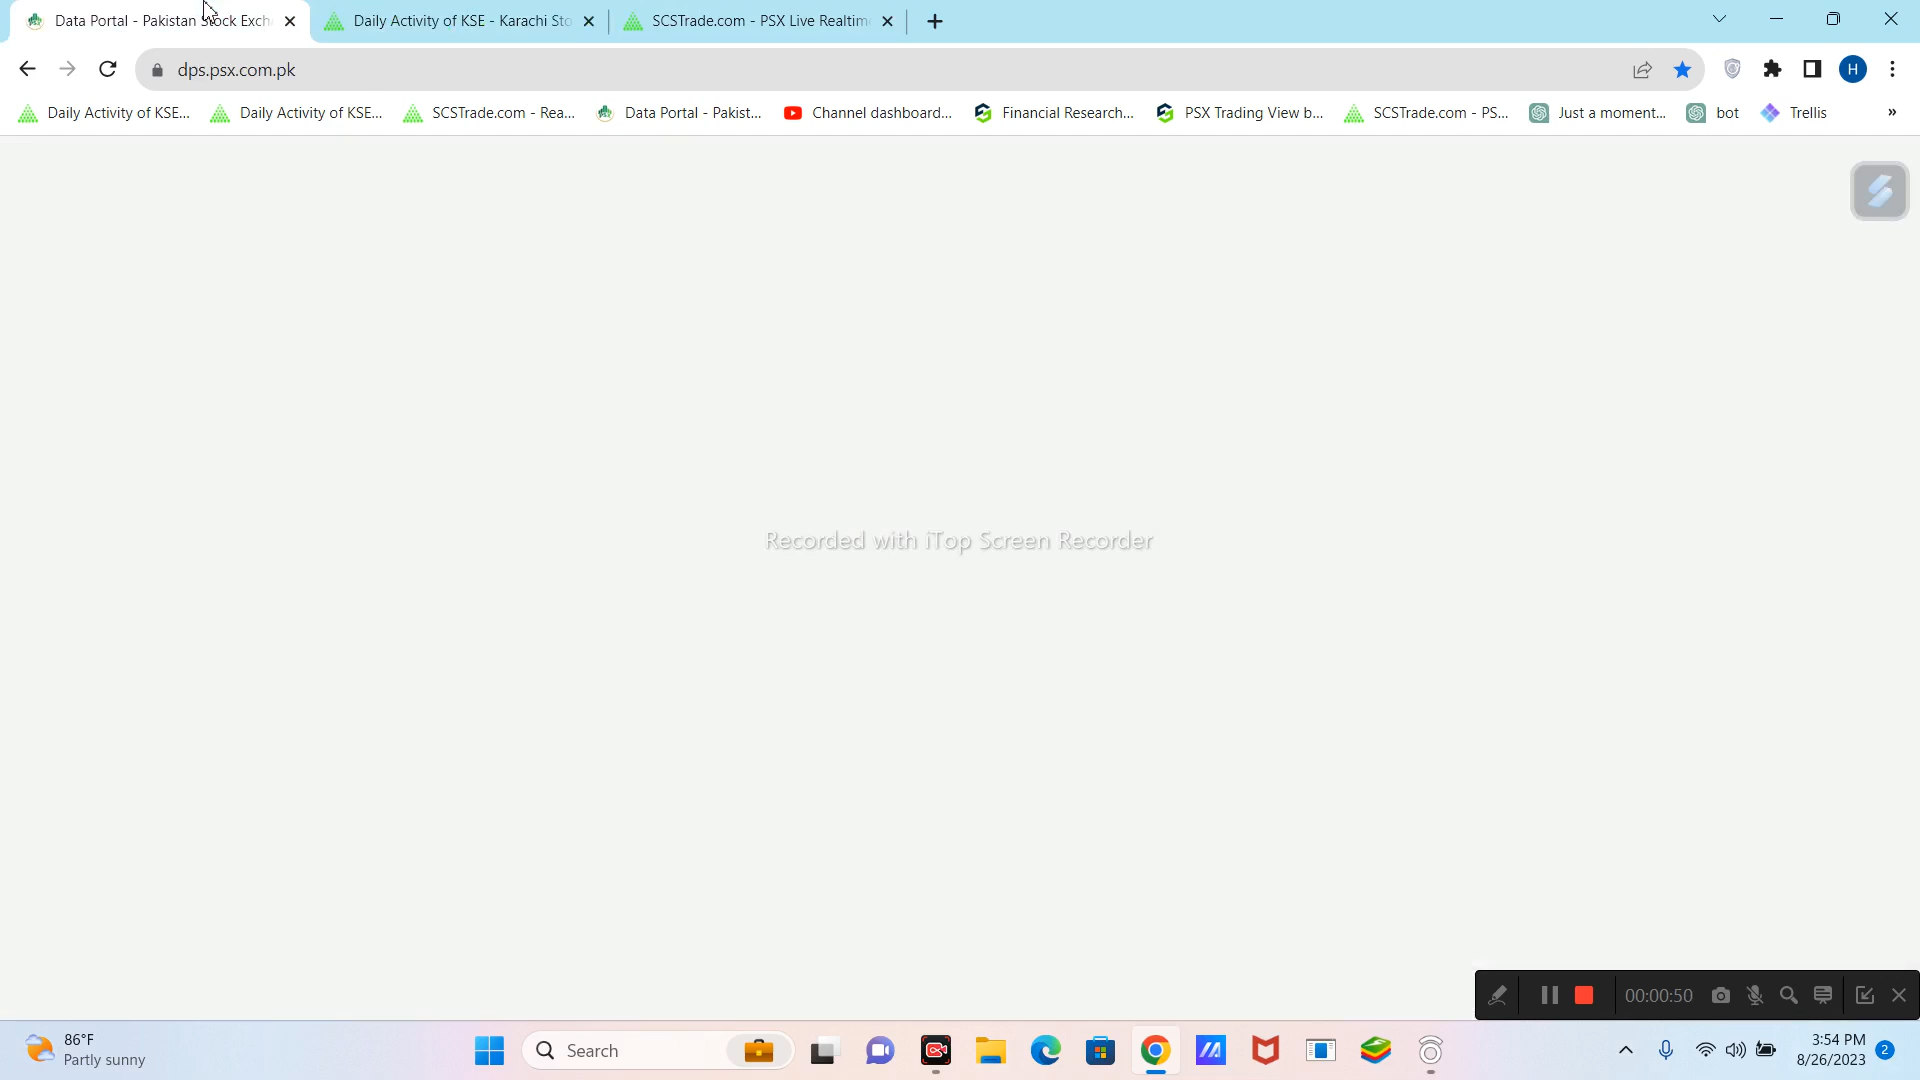 Data Portal - Pakistan Stock Exch
Daily Activity of KSE - Karachi Sto
SCSTrade.com - PSX Live Realtim
dps.psx.com.pk
H
Daily Activity of KSE...
Daily Activity of KSE...
SCSTrade.com - Rea...
Data Portal - Pakist...
Channel dashboard...
Financial Research...
PSX Trading View b...
SCSTrade.com - PS...
Just a moment...
bot
Trellis
»
Recorded with iTop Screen Recorder
00:00:50
86°F
Partly sunny
Search
3:54 PM
8/26/2023
2